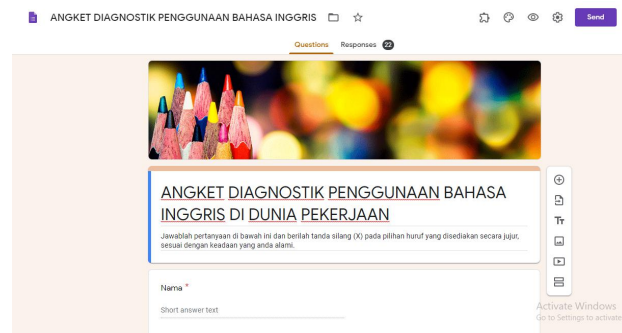 ANGKET DIAGNOSTIK PENGGUNAAN BAHASA INGGRIS
Send
Questions Responses 22
ANGKET DIAGNOSTIK PENGGUNAAN BAHASA
INGGRIS DI DUNIA PEKERJAAN
Jawablah pertanyaan di bawah ini dan berilah tanda silang (X) pada pilihan huruf yang disediakan secara jujur,
sesuai dengan keadaan yang anda alami.
Nama *
Short answer text
Tт
Activate Windows
Go to Settings to activate